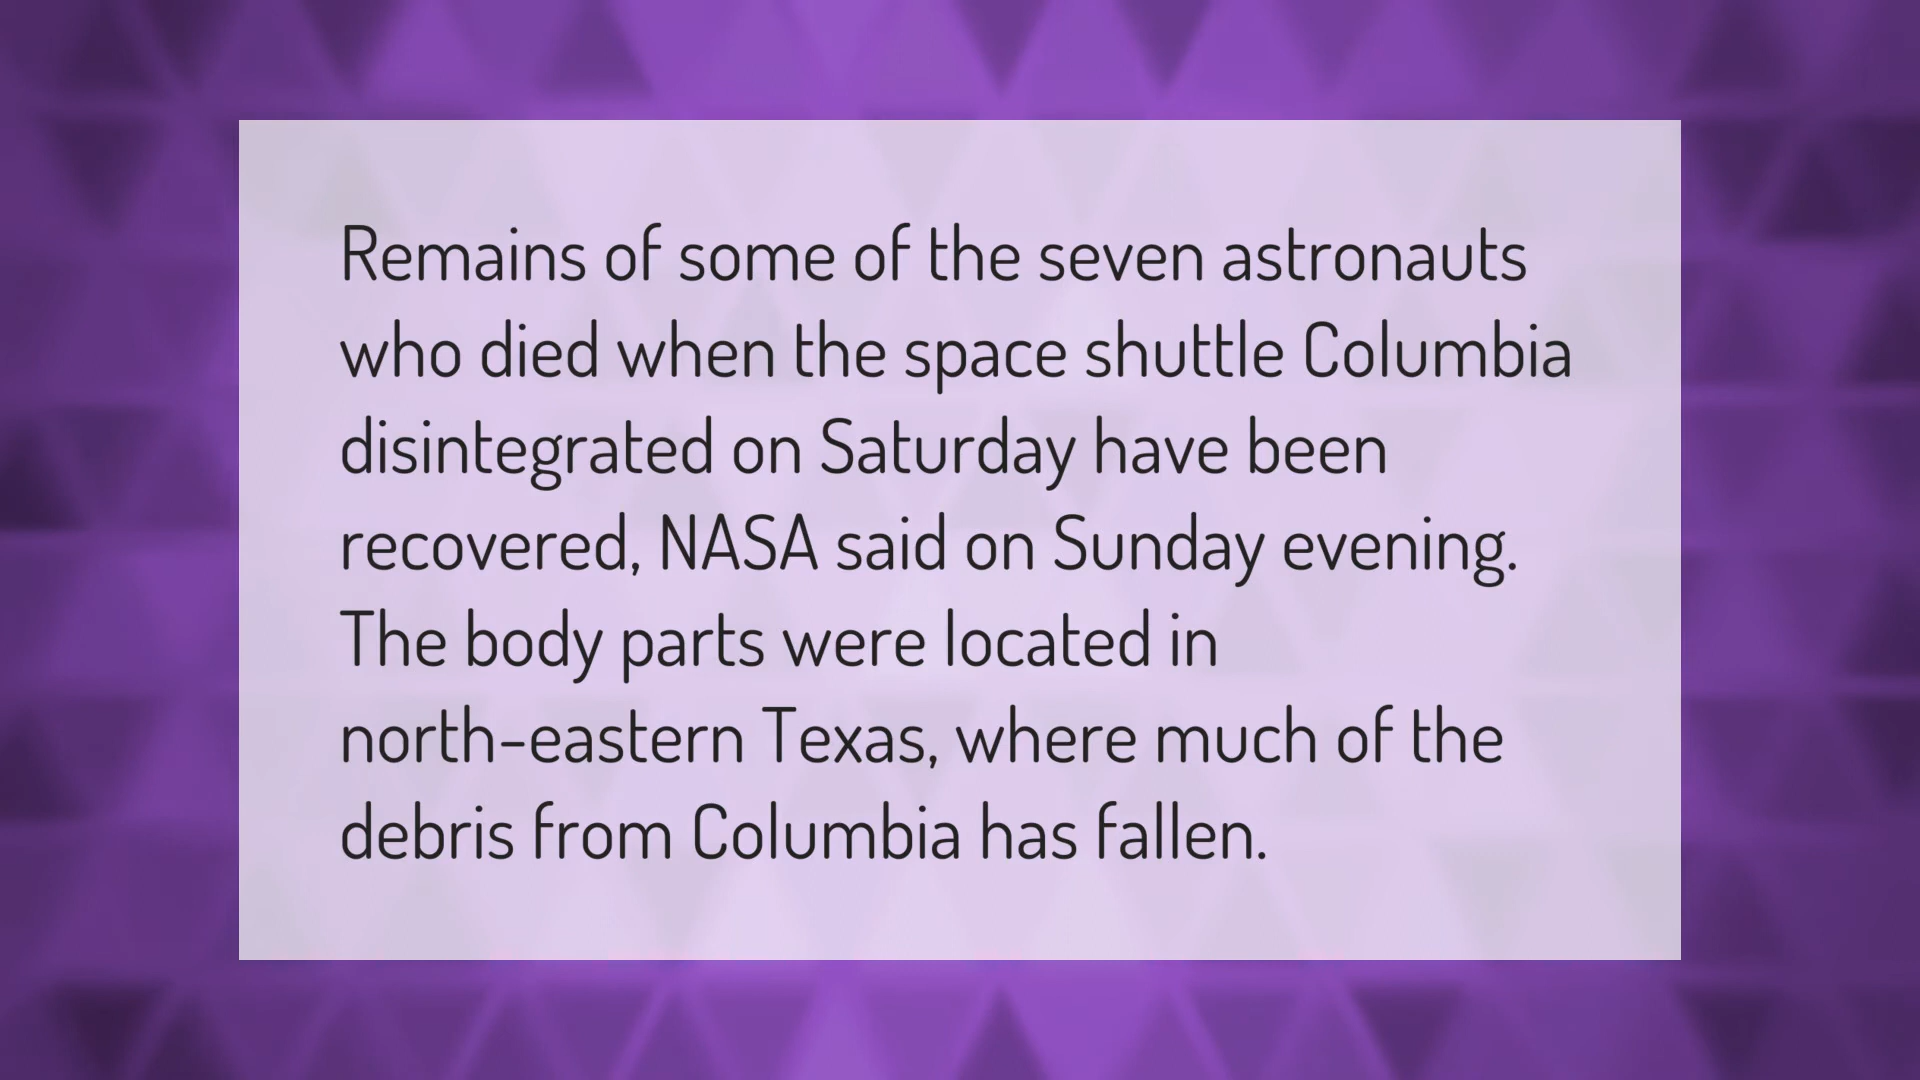 Remains of some of the seven astronauts
who died when the space shuttle Columbia
disintegrated on Saturday have been
recovered, NASA said on Sunday evening.
The body parts were located in
north-eastern Texas, where much of the
debris from Columbia has fallen.